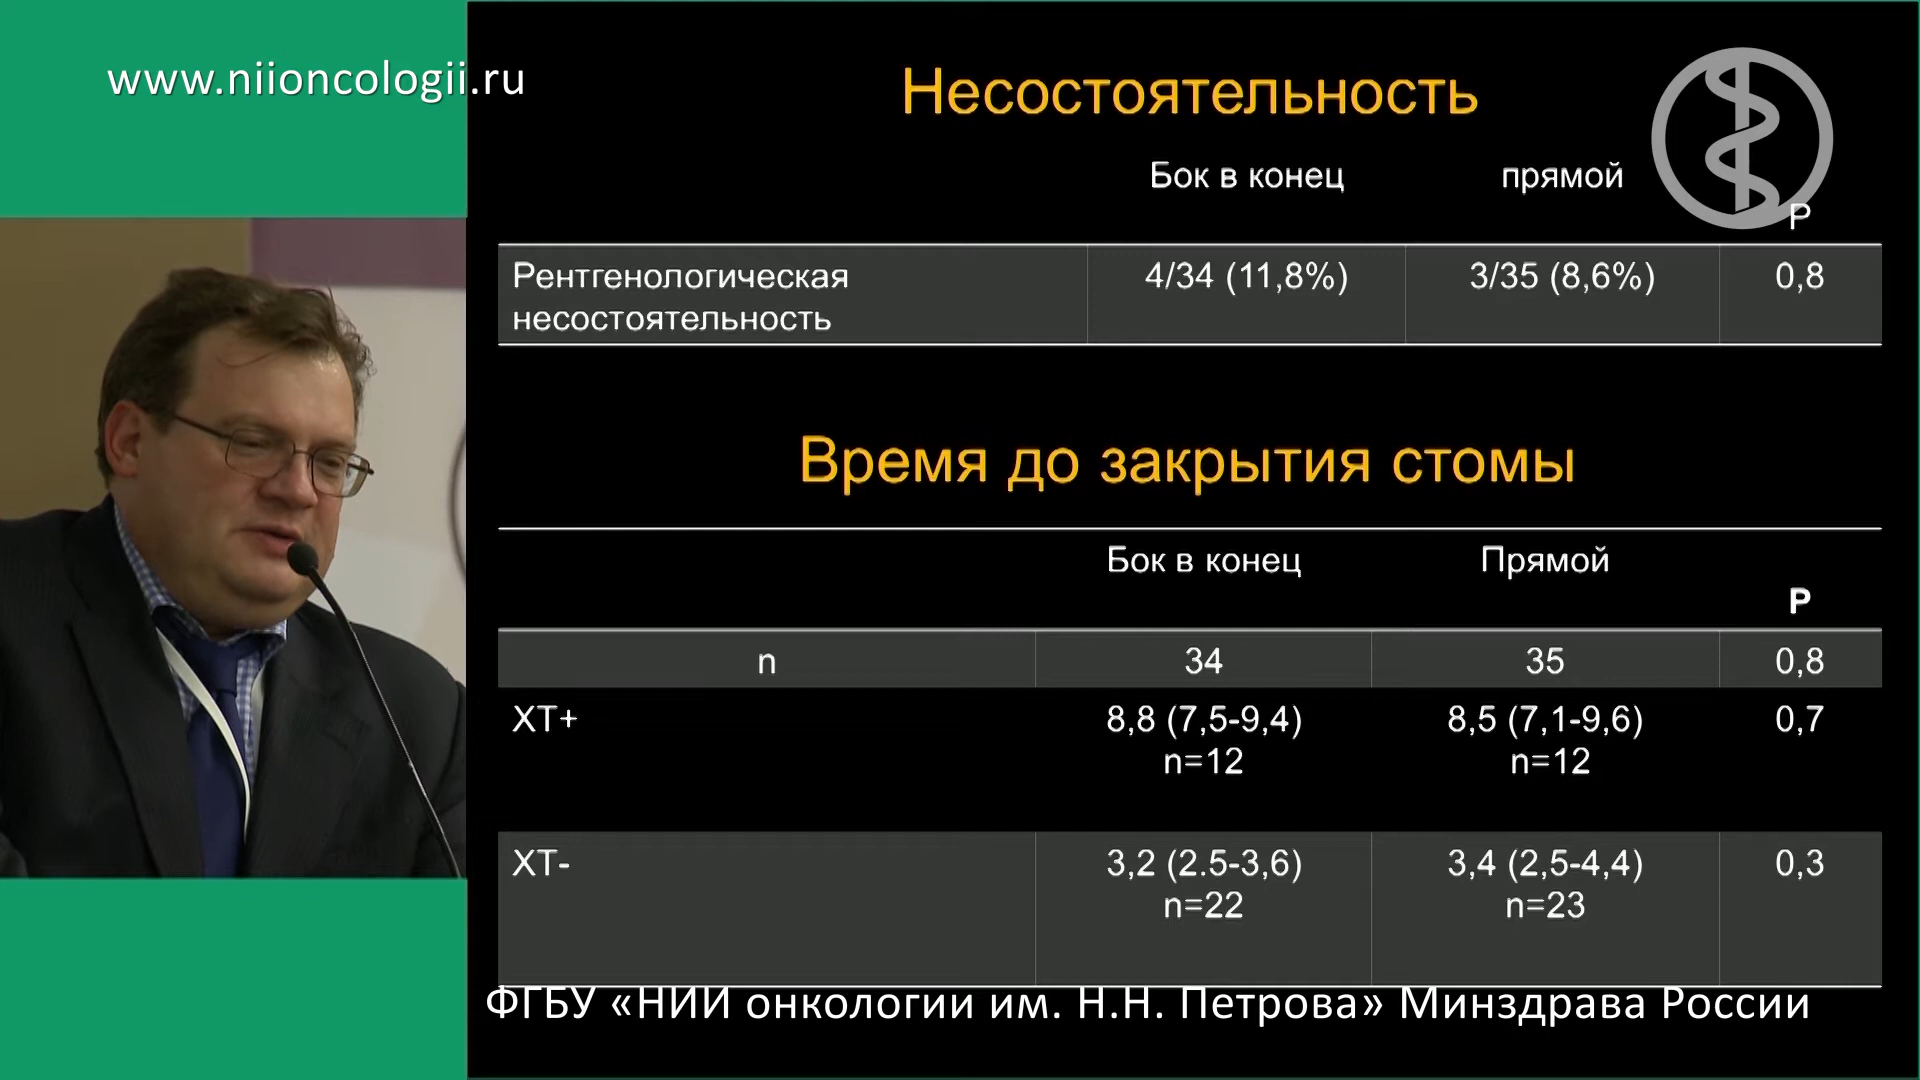 www.niioncologii.ru
Несостоятельность
Бок в конец прямой
P
Рентгенологическая 4/34 (11,8%) 3/35 (8,6%) 0,8
несостоятельность
Время до закрытия стомы
Бок в конец Прямой
P
n 34 35 0,8
ХТ+ 8,8 (7,5-9,4) 8,5 (7,1-9,6) 0,7
n=12 n=12
ХТ- 3,2 (2.5-3,6) 3,4 (2,5-4,4) 0,3
n=22 n=23
ФГБУ «НИИ онкологии им. Н.Н. Петрова» Минздрава России